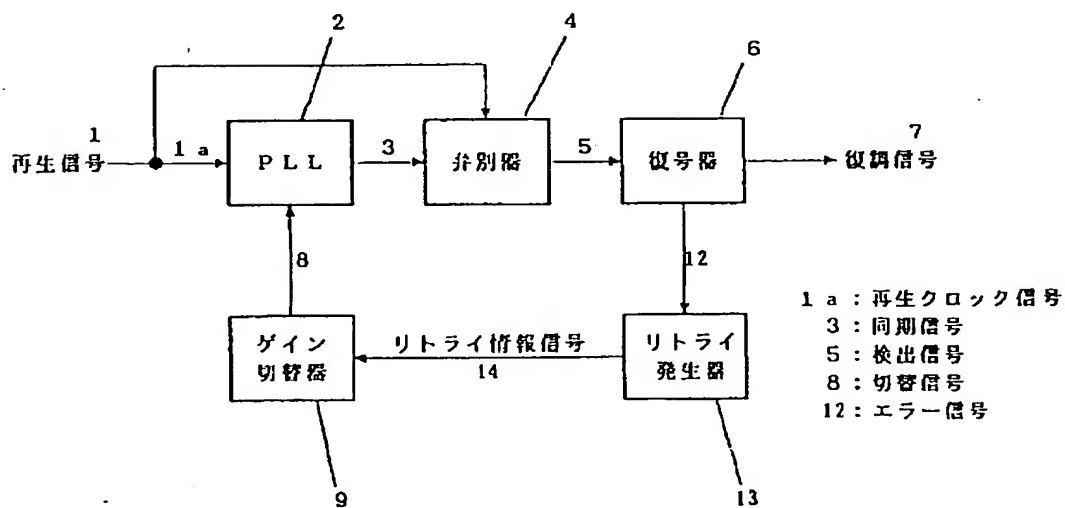 2
4
6
1
再生信号
1a
PLL
3
弁別器
5
復号器
7
復調信号
8
12
ゲイン
切替器
リトライ情報信号
14
リトライ
発生器
1a：再生クロック信号
3：同期信号
5：検出信号
8：切替信号
12：エラー信号
9
13